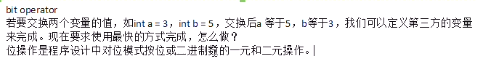 bit operator
若要交换两个变量的值，如int a = 3，int b = 5，交换后a 等于5，b等于3，我们可以定义第三方的变量
来完成。现在要求使用最快的方式完成，怎么做？
位操作是程序设计中对位模式按位或二进制数的一元和二元操作。